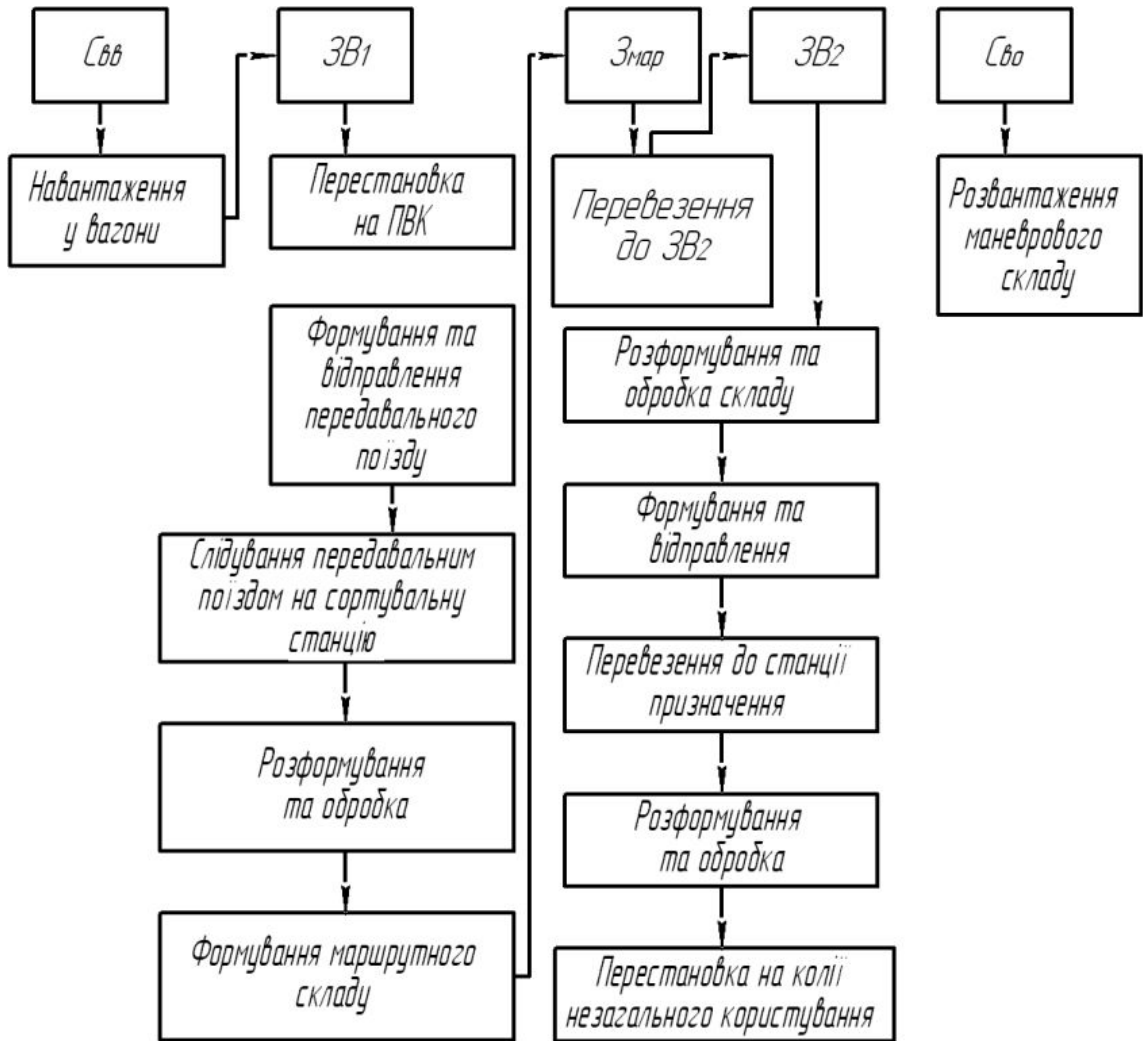 Свв
ЗВ1
Змар
ЗВ2
Сво
Навантаження
у вагони
Перестановка
на ПВК
Перевезення
до ЗВ2
Розвантаження
маневрового
складу
Формування та
відправлення
передавального
поїзду
Слідування передавальним
поїздом на сортувальну
станцію
Розформування
та обробка
Формування маршрутного
складу
Розформування та
обробка складу
Формування та
відправлення
Перевезення до станції
призначення
Розформування
та обробка
Перестановка на колії
незагального користування